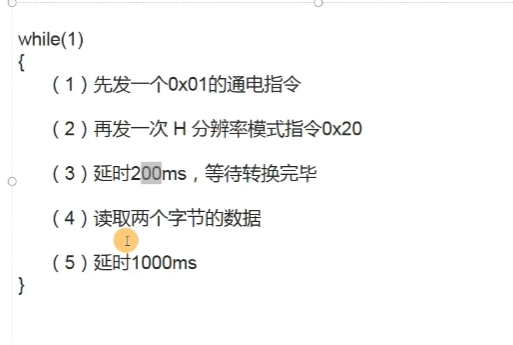 while(1)
{
（1）先发一个0x01的通电指令
（2）再发一次 H 分辨率模式指令0x20
（3）延时200ms，等待转换完毕
（4）读取两个字节的数据
（5）延时1000ms
}